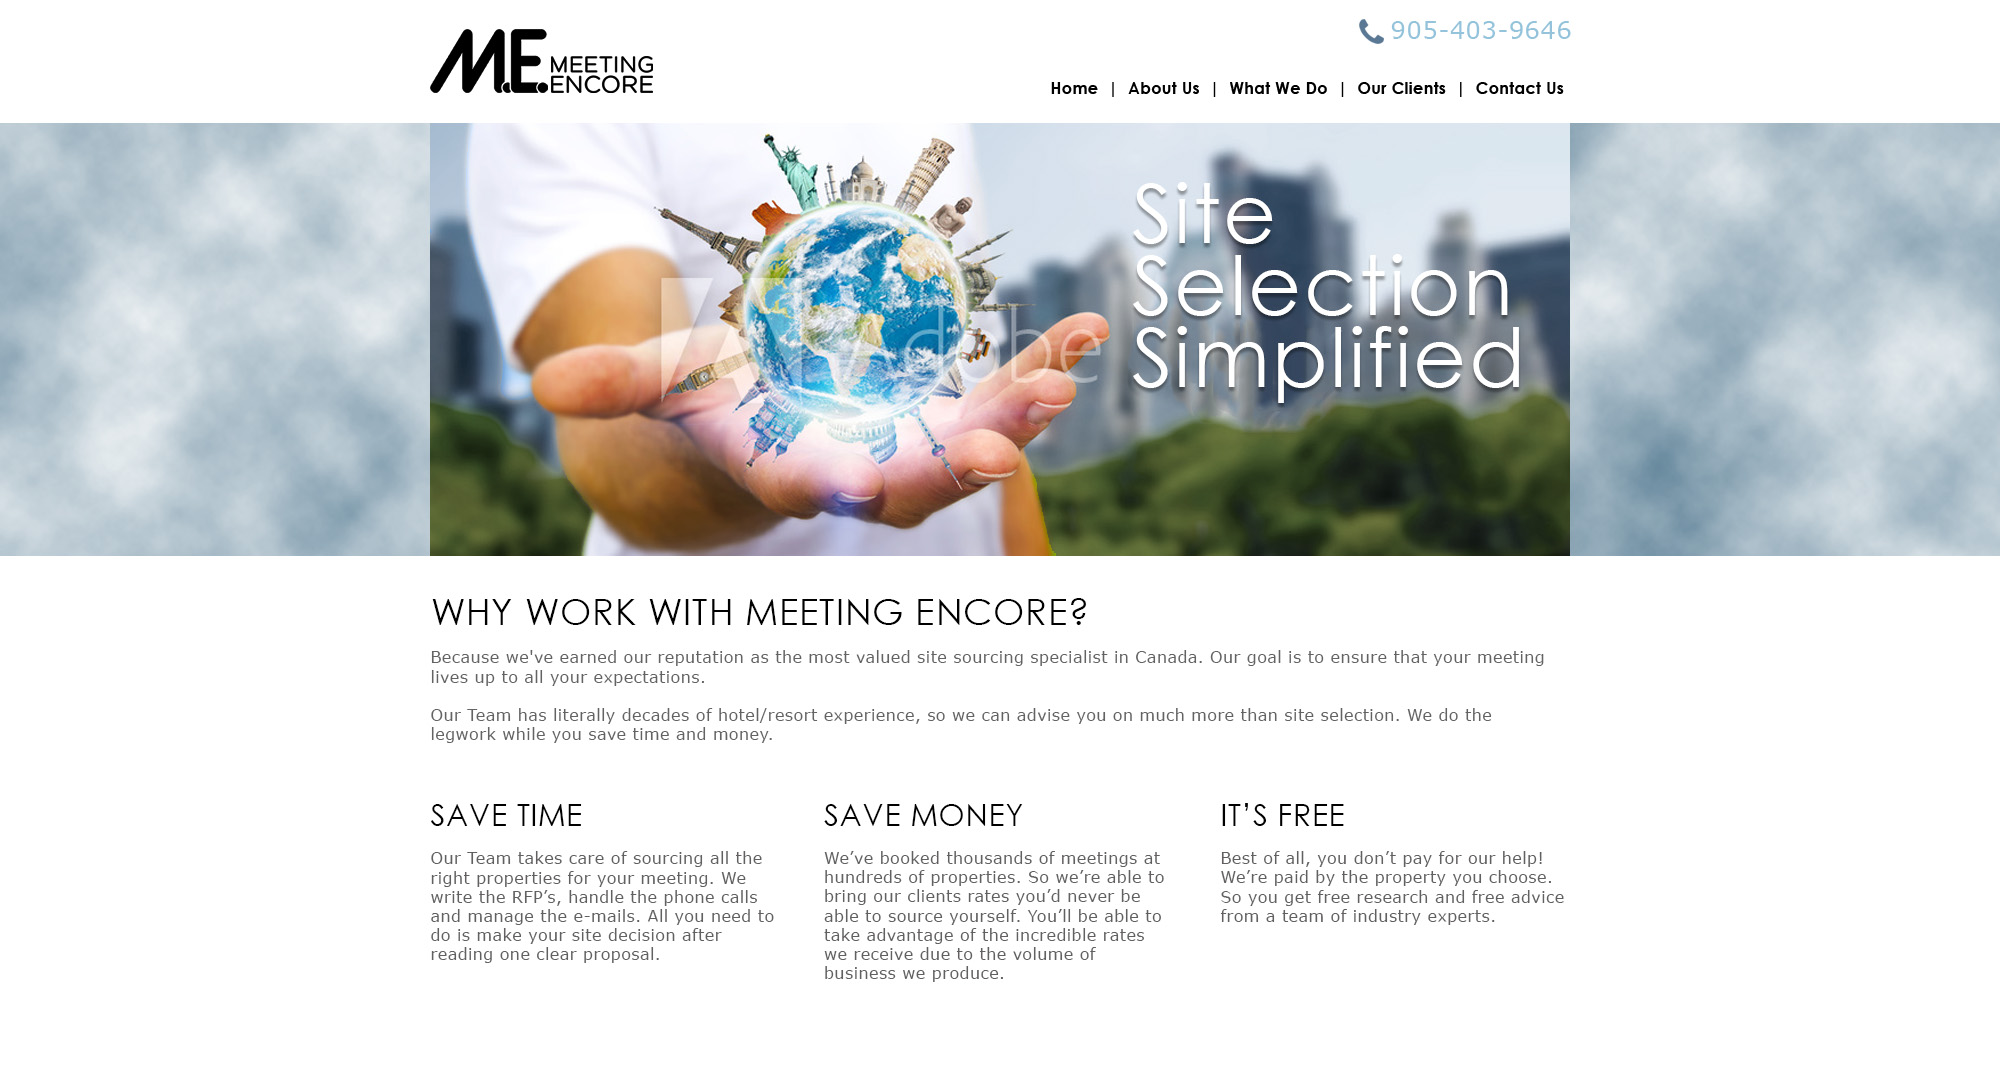 M.E. MEETING
ENCORE
905-403-9646
Home | About Us | What We Do | Our Clients | Contact Us
Site
Selection
Simplified
Adobe
WHY WORK WITH MEETING ENCORE?
Because we've earned our reputation as the most valued site sourcing specialist in Canada. Our goal is to ensure that your meeting
lives up to all your expectations.
Our Team has literally decades of hotel/resort experience, so we can advise you on much more than site selection. We do the
legwork while you save time and money.
SAVE TIME
Our Team takes care of sourcing all the
right properties for your meeting. We
write the RFP’s, handle the phone calls
and manage the e-mails. All you need to
do is make your site decision after
reading one clear proposal.
SAVE MONEY
We’ve booked thousands of meetings at
hundreds of properties. So we’re able to
bring our clients rates you’d never be
able to source yourself. You’ll be able to
take advantage of the incredible rates
we receive due to the volume of
business we produce.
IT’S FREE
Best of all, you don’t pay for our help!
We’re paid by the property you choose.
So you get free research and free advice
from a team of industry experts.